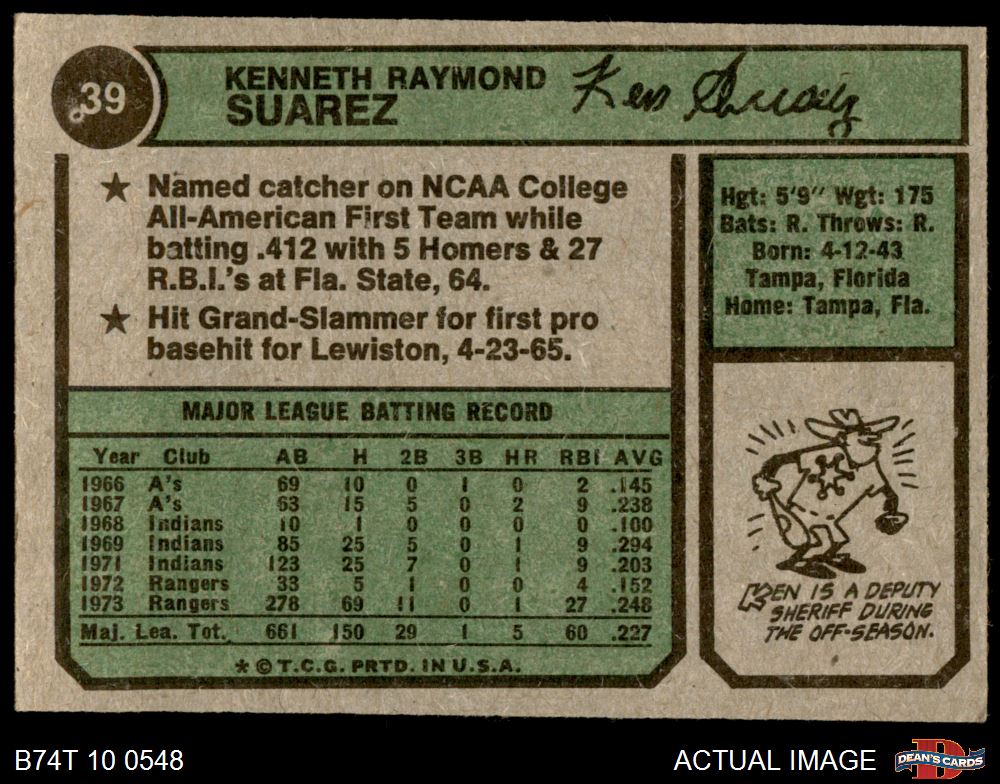 39
KENNETH RAYMOND
SUAREZ
Ken Suarez
★ Named catcher on NCAA College
All-American First Team while
batting .412 with 5 Homers & 27
R.B.I.'s at Fla. State, 64.
★ Hit Grand-Slammer for first pro
basehit for Lewiston, 4-23-65.
Hgt: 5'9" Wgt: 175
Bats: R. Throws: R.
Born: 4-12-43
Tampa, Florida
Home: Tampa, Fla.
MAJOR LEAGUE BATTING RECORD
Year Club AB H 2B 3B HR RBI AVG
1966 A's 69 10 0 1 0 2 .145
1967 A's 63 15 5 0 2 9 .238
1968 Indians 10 1 0 0 0 0 .100
1969 Indians 85 25 5 0 1 9 .294
1971 Indians 123 25 7 0 1 9 .203
1972 Rangers 33 5 1 0 0 4 .152
1973 Rangers 278 69 11 0 1 27 .248
Maj. Lea. Tot. 661 150 29 1 5 60 .227
* © T.C.G. PRTD. IN U.S.A.
KEN IS A DEPUTY
SHERIFF DURING
THE OFF-SEASON.
B74T 10 0548
ACTUAL IMAGE
D
DEAN'S CARDS